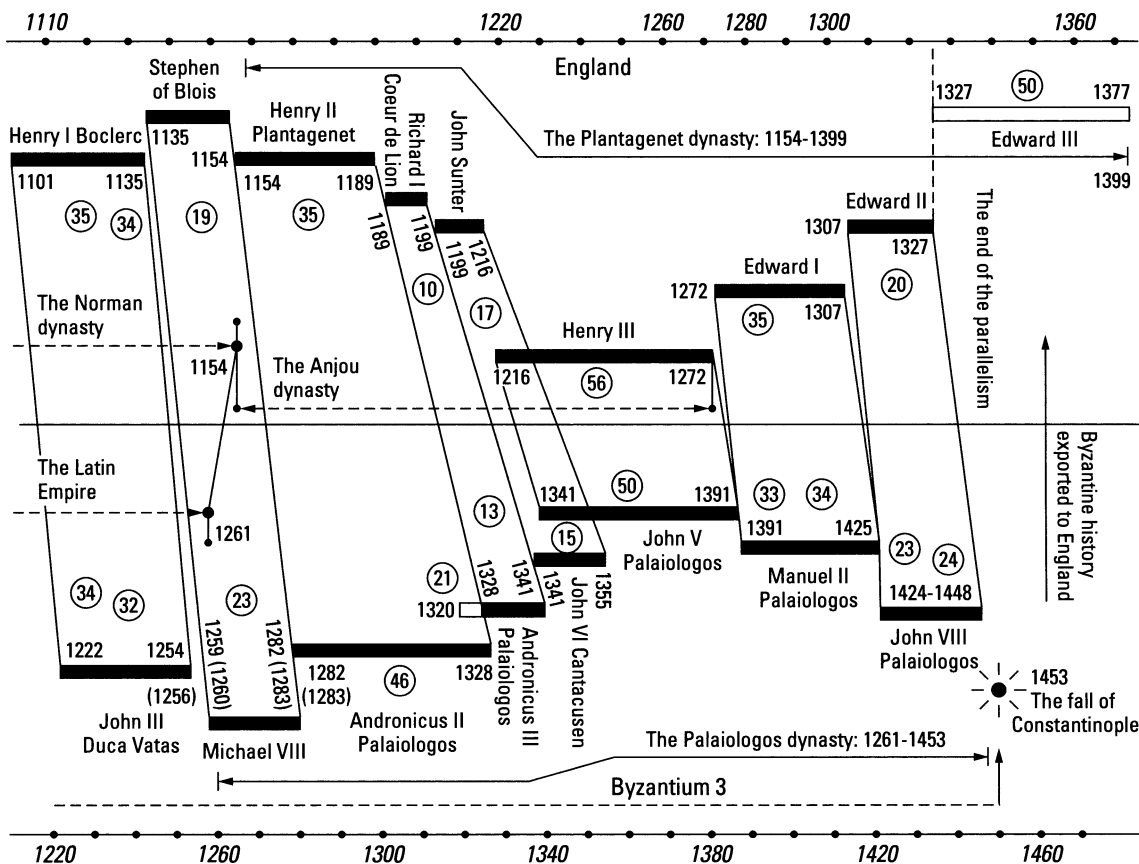 1110 1220 1260 1280 1300 1360
England
Stephen
of Blois
Henry I Boclerc
1101 1135
35 34
1135 1154
19
Henry II
Plantagenet
1154 1189
35
Coeur de Lion
Richard I
1189 1199
10
John Sunter
1199 1216
17
The Plantagenet dynasty: 1154-1399
1327 50 1377
Edward III
1399
Edward II
1307 1327
20
Edward I
1272 1307
35
Henry III
1216 1272
56
The end of the parallelism
The Norman
dynasty
1154
The Anjou
dynasty
Byzantine history
exported to England
The Latin
Empire
1261
34 32
1222 1254
(1256)
John III
Duca Vatas
23
1259 (1260) 1282 (1283)
Michael VIII
1282 1328
(1283)
46
Andronicus II
Palaiologos
13
21
1320 1328 1341
Andronicus III
Palaiologos
15
1341 1355
John VI Cantacusen
50
1341 1391
John V
Palaiologos
33 34
1391 1425
Manuel II
Palaiologos
23 24
1424-1448
John VIII
Palaiologos
1453
The fall of
Constantinople
The Palaiologos dynasty: 1261-1453
Byzantium 3
1220 1260 1300 1340 1380 1420 1460